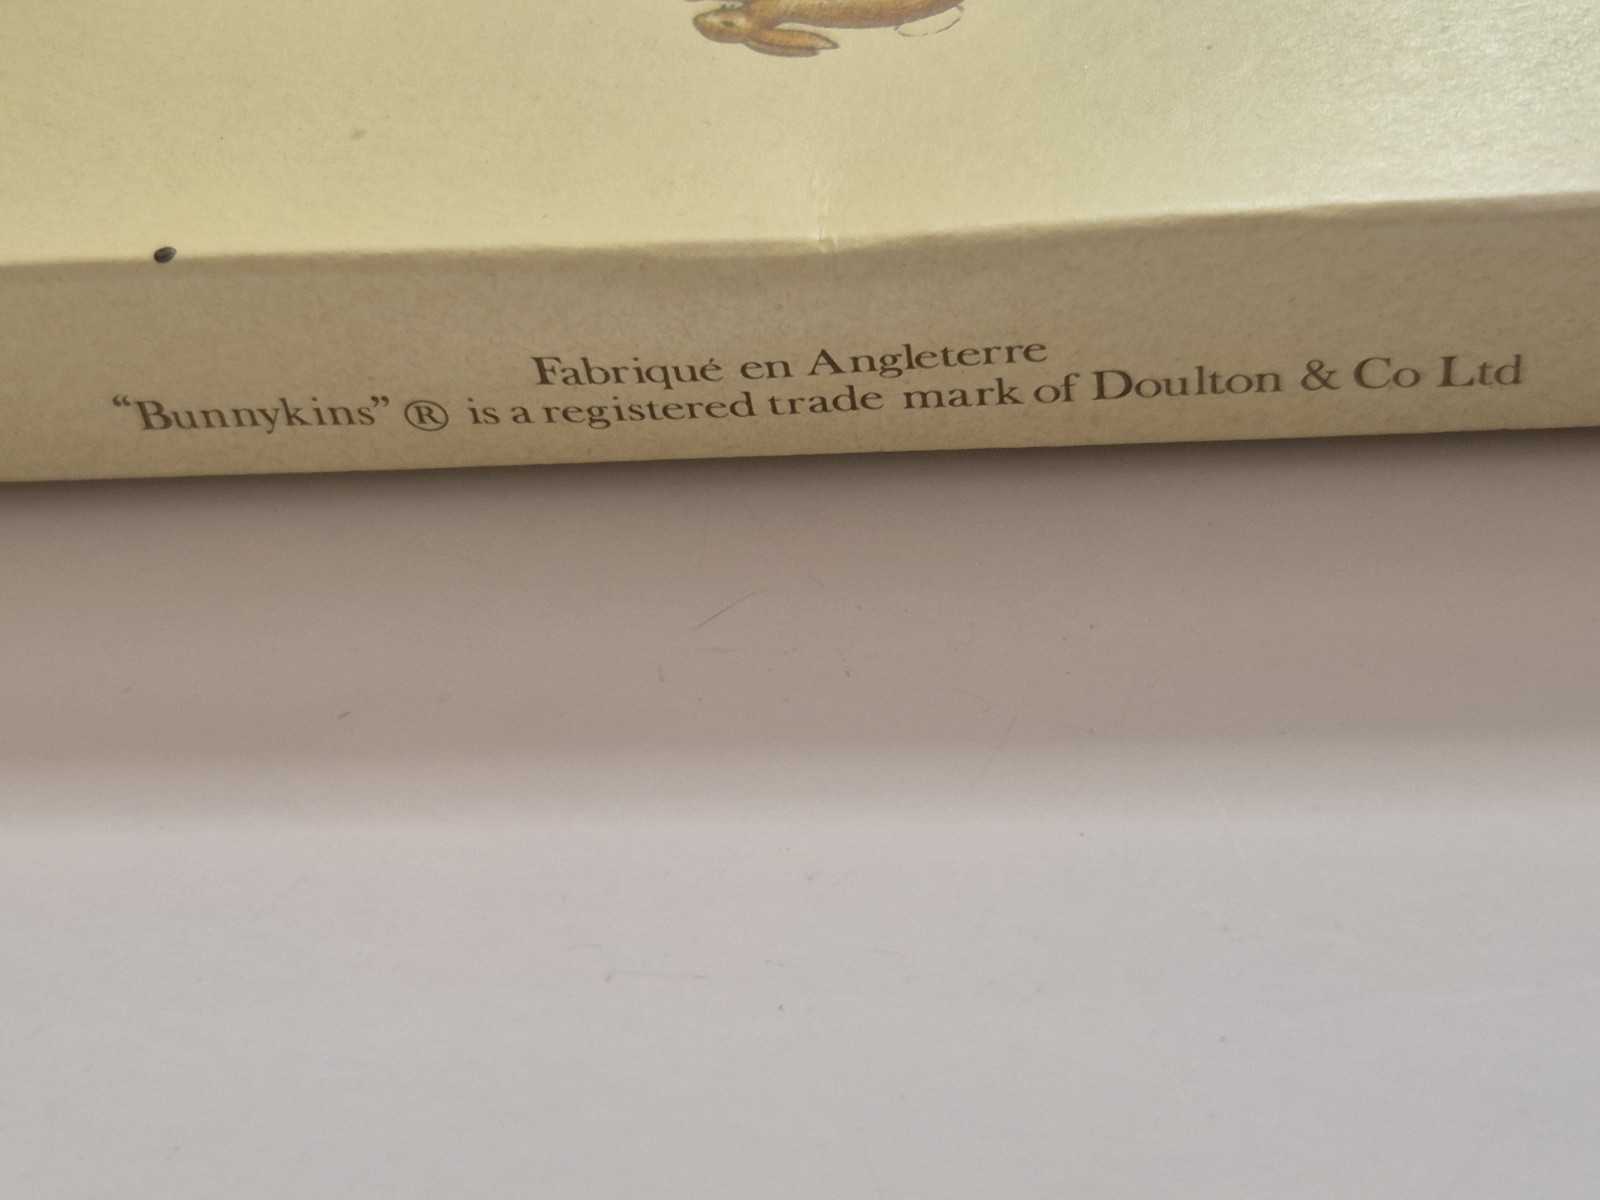 Fabriqué en Angleterre
“Bunnykins” ® is a registered trade mark of Doulton & Co Ltd